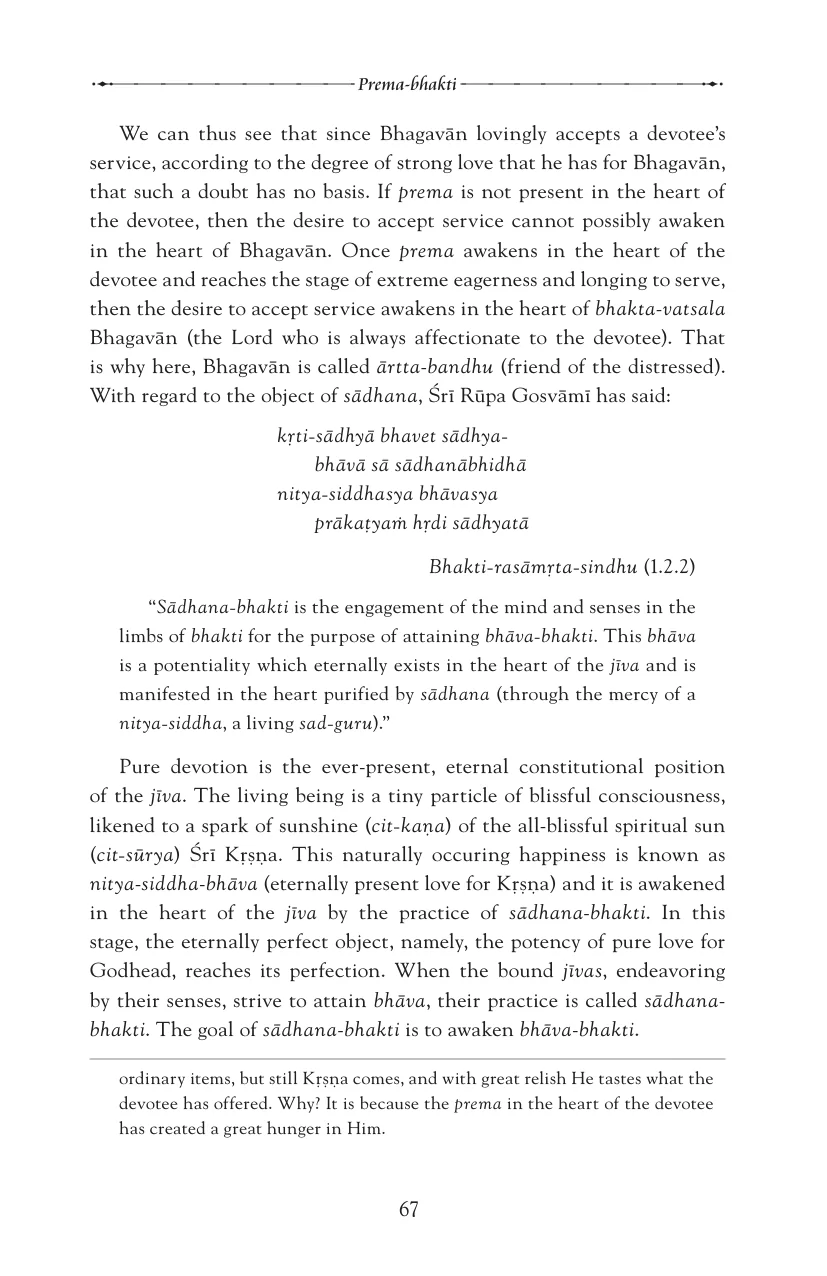 Prema-bhakti
We can thus see that since Bhagavān lovingly accepts a devotee’s
service, according to the degree of strong love that he has for Bhagavān,
that such a doubt has no basis. If prema is not present in the heart of
the devotee, then the desire to accept service cannot possibly awaken
in the heart of Bhagavān. Once prema awakens in the heart of the
devotee and reaches the stage of extreme eagerness and longing to serve,
then the desire to accept service awakens in the heart of bhakta-vatsala
Bhagavān (the Lord who is always affectionate to the devotee). That
is why here, Bhagavān is called ārtta-bandhu (friend of the distressed).
With regard to the object of sādhana, Śrī Rūpa Gosvāmī has said:
kṛti-sādhyā bhavet sādhya-
bhāvā sā sādhanābhidhā
nitya-siddhasya bhāvasya
prākaṭyaṁ hṛdi sādhyatā
Bhakti-rasāmṛta-sindhu (1.2.2)
“Sādhana-bhakti is the engagement of the mind and senses in the
limbs of bhakti for the purpose of attaining bhāva-bhakti. This bhāva
is a potentiality which eternally exists in the heart of the jīva and is
manifested in the heart purified by sādhana (through the mercy of a
nitya-siddha, a living sad-guru).”
Pure devotion is the ever-present, eternal constitutional position
of the jīva. The living being is a tiny particle of blissful consciousness,
likened to a spark of sunshine (cit-kaṇa) of the all-blissful spiritual sun
(cit-sūrya) Śrī Kṛṣṇa. This naturally occuring happiness is known as
nitya-siddha-bhāva (eternally present love for Kṛṣṇa) and it is awakened
in the heart of the jīva by the practice of sādhana-bhakti. In this
stage, the eternally perfect object, namely, the potency of pure love for
Godhead, reaches its perfection. When the bound jīvas, endeavoring
by their senses, strive to attain bhāva, their practice is called sādhana-
bhakti. The goal of sādhana-bhakti is to awaken bhāva-bhakti.
ordinary items, but still Kṛṣṇa comes, and with great relish He tastes what the
devotee has offered. Why? It is because the prema in the heart of the devotee
has created a great hunger in Him.
67